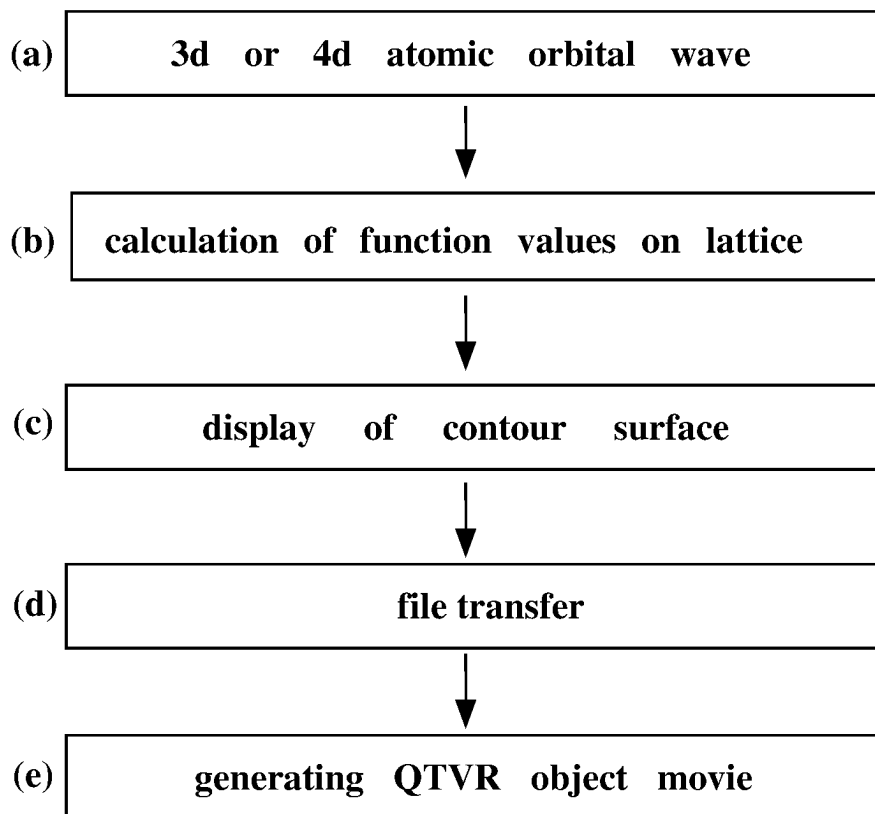 (a) 3d or 4d atomic orbital wave
(b) calculation of function values on lattice
(c) display of contour surface
(d) file transfer
(e) generating QTVR object movie